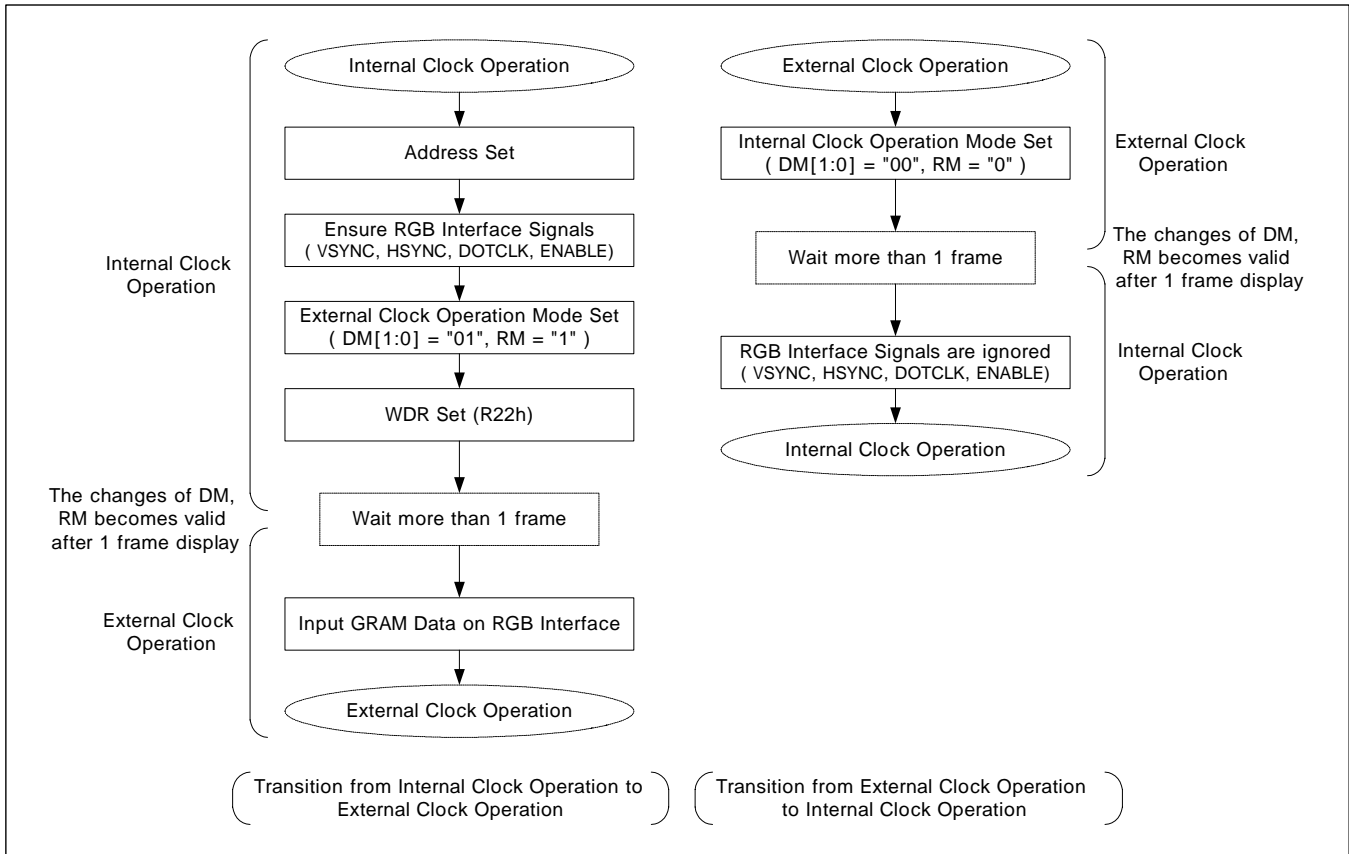 Internal Clock Operation
Address Set
Ensure RGB Interface Signals
( VSYNC, HSYNC, DOTCLK, ENABLE)
Internal Clock
Operation
External Clock Operation Mode Set
( DM[1:0] = "01", RM = "1" )
WDR Set (R22h)
The changes of DM,
RM becomes valid
after 1 frame display
Wait more than 1 frame
External Clock
Operation
Input GRAM Data on RGB Interface
External Clock Operation
Transition from Internal Clock Operation to
External Clock Operation
External Clock Operation
Internal Clock Operation Mode Set
( DM[1:0] = "00", RM = "0" )
External Clock
Operation
Wait more than 1 frame
The changes of DM,
RM becomes valid
after 1 frame display
RGB Interface Signals are ignored
( VSYNC, HSYNC, DOTCLK, ENABLE)
Internal Clock
Operation
Internal Clock Operation
Transition from External Clock Operation
to Internal Clock Operation